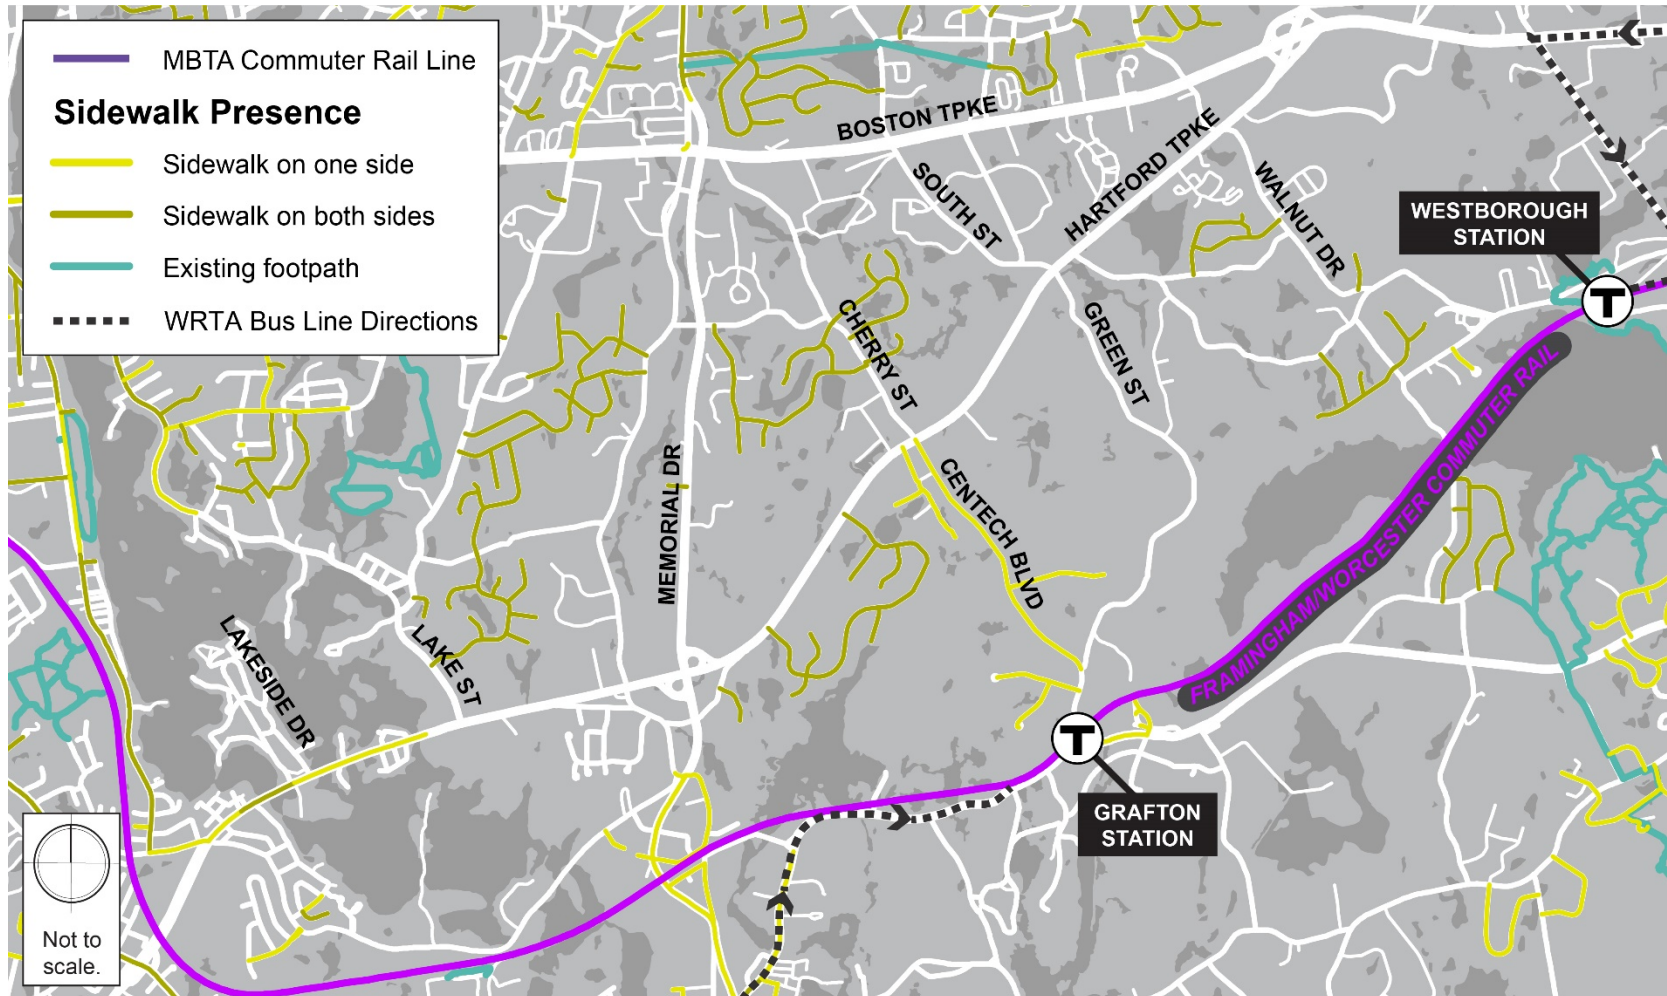 MBTA Commuter Rail Line
Sidewalk Presence
Sidewalk on one side
Sidewalk on both sides
Existing footpath
WRTA Bus Line Directions
BOSTON TPKE
HARTFORD TPKE
SOUTH ST
WALNUT DR
WESTBOROUGH
STATION
T
CHERRY ST
GREEN ST
MEMORIAL DR
CENTECH BLVD
FRAMINGHAM/WORCESTER COMMUTER RAIL
LAKESIDE DR
LAKE ST
T
GRAFTON
STATION
Not to
scale.